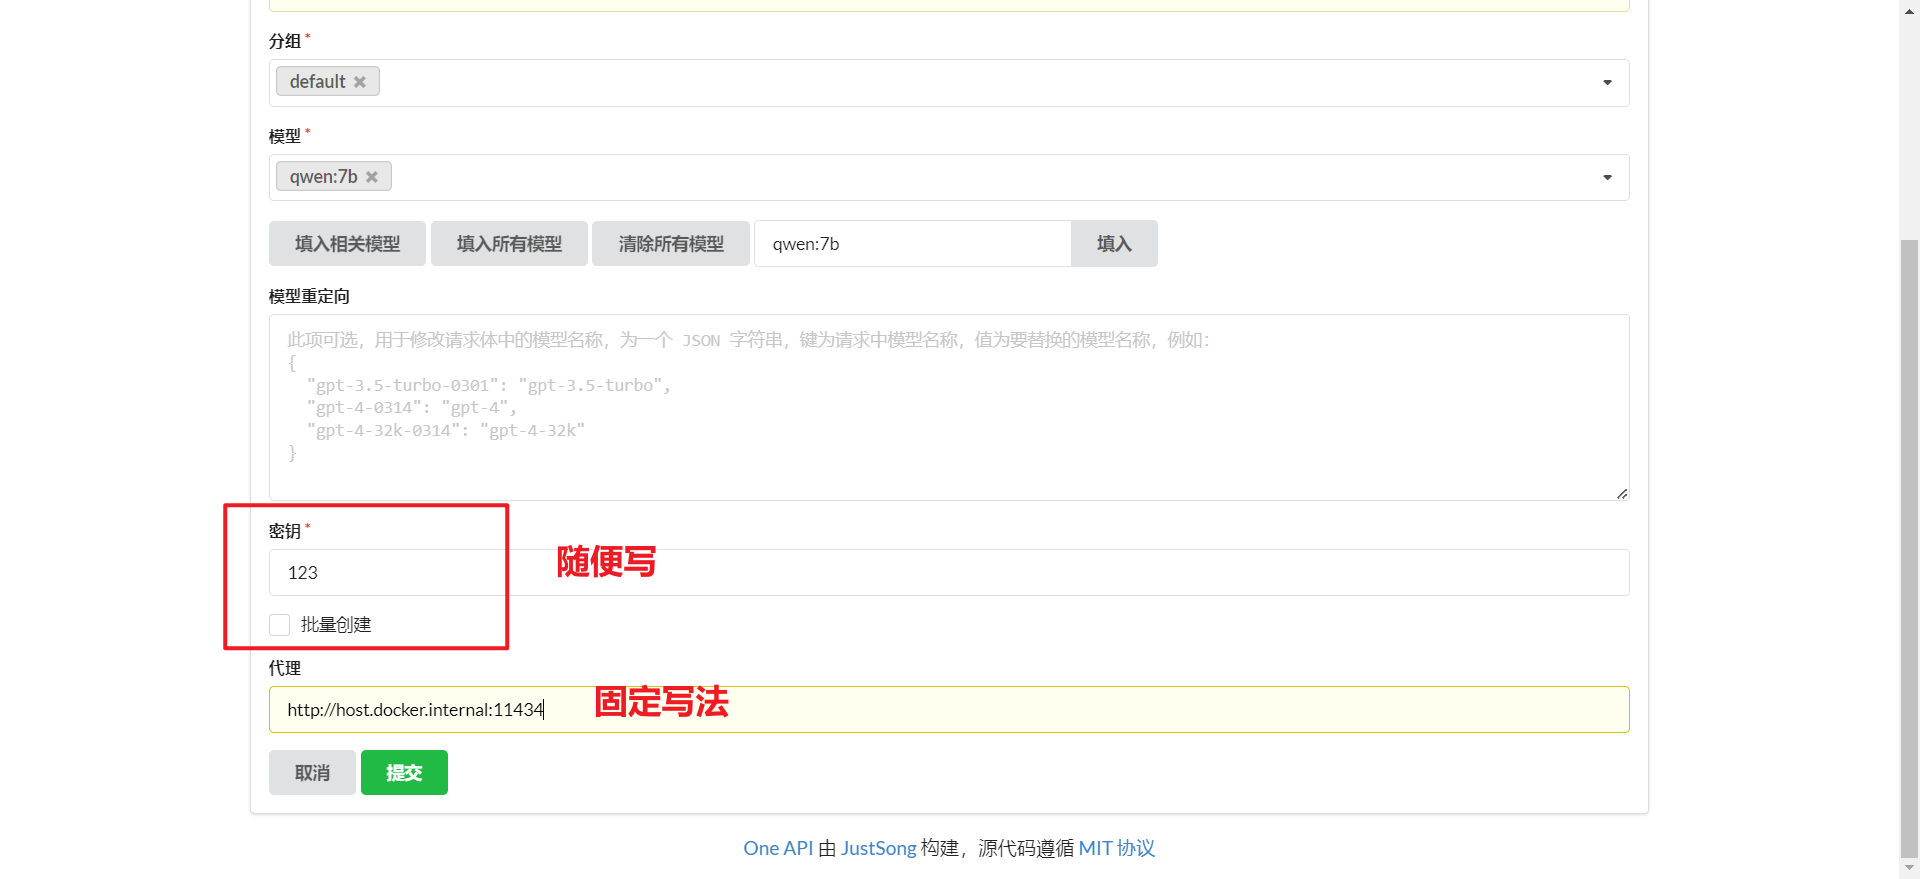 分组 *
default
模型 *
qwen:7b
填入相关模型 填入所有模型 清除所有模型 qwen:7b 填入
模型重定向
此项可选，用于修改请求体中的模型名称，为一个 JSON 字符串，键为请求中模型名称，值为要替换的模型名称，例如：
{
"gpt-3.5-turbo-0301": "gpt-3.5-turbo",
"gpt-4-0314": "gpt-4",
"gpt-4-32k-0314": "gpt-4-32k"
}
密钥 *
123
随便写
批量创建
代理
http://host.docker.internal:11434
固定写法
取消 提交
One API 由 JustSong 构建，源代码遵循 MIT 协议